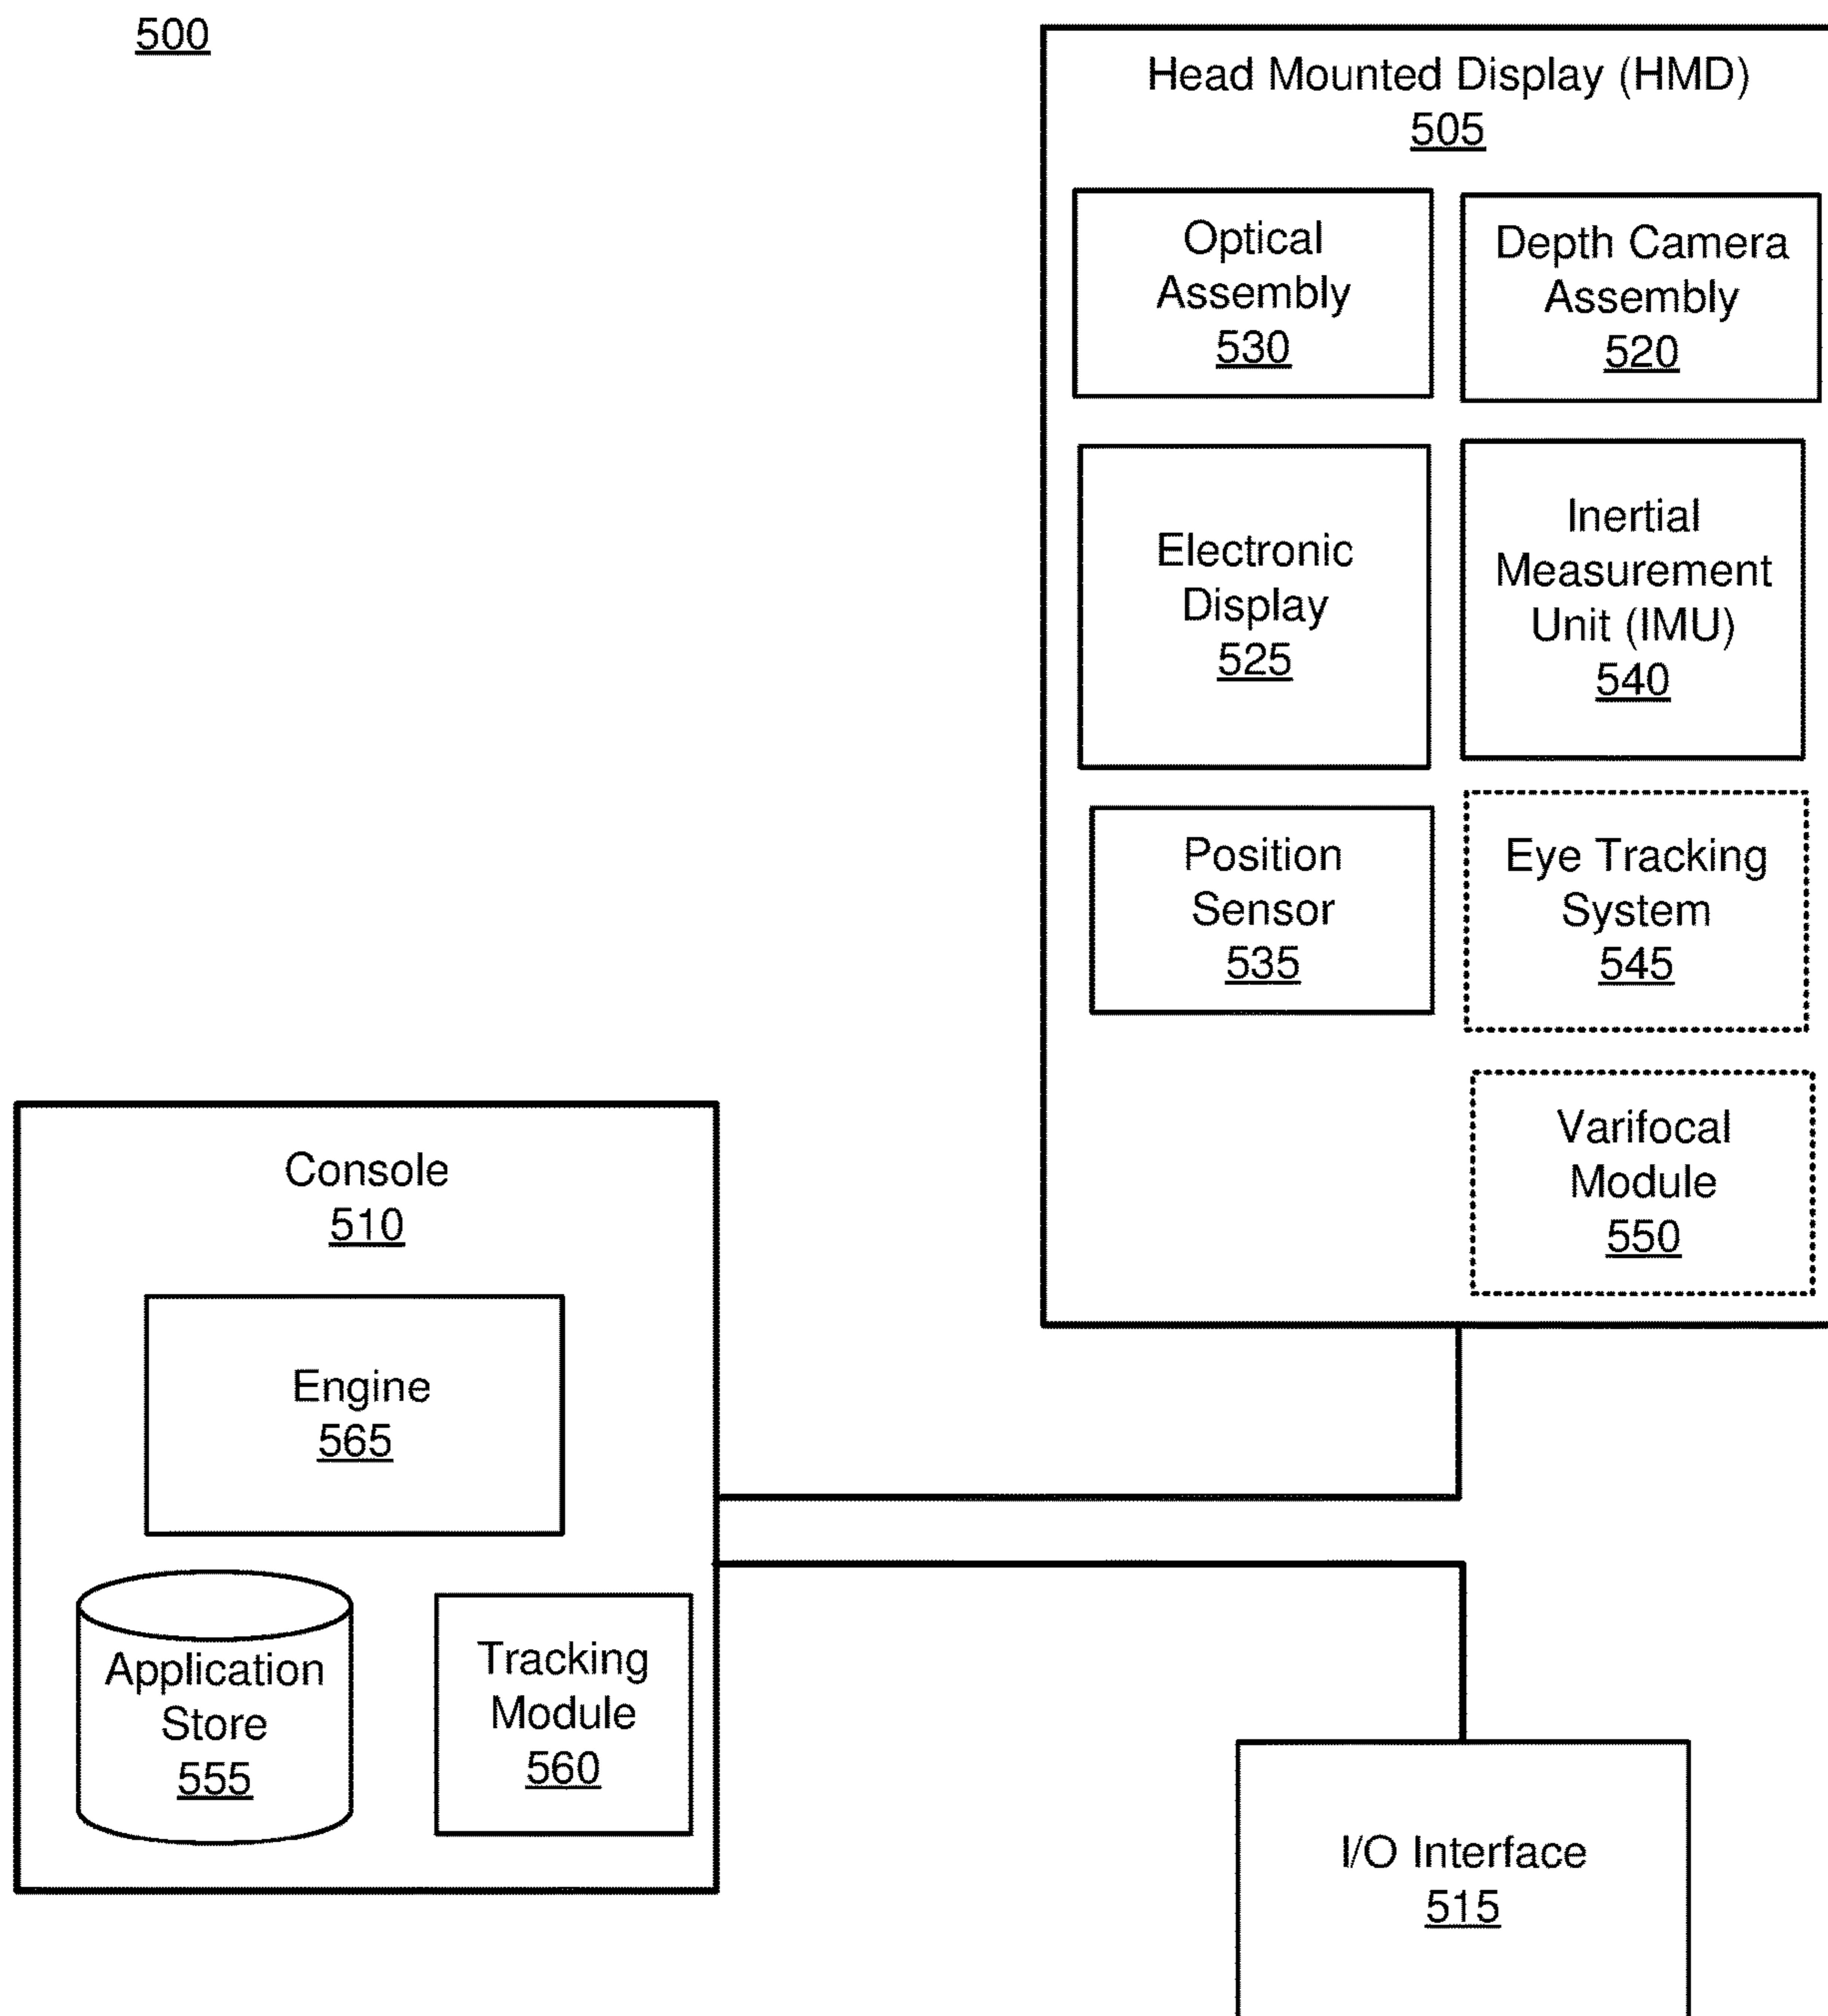 500
Head Mounted Display (HMD)
505
Optical
Assembly
530
Depth Camera
Assembly
520
Electronic
Display
525
Inertial
Measurement
Unit (IMU)
540
Position
Sensor
535
Eye Tracking
System
545
Varifocal
Module
550
Console
510
Engine
565
Application
Store
555
Tracking
Module
560
I/O Interface
515